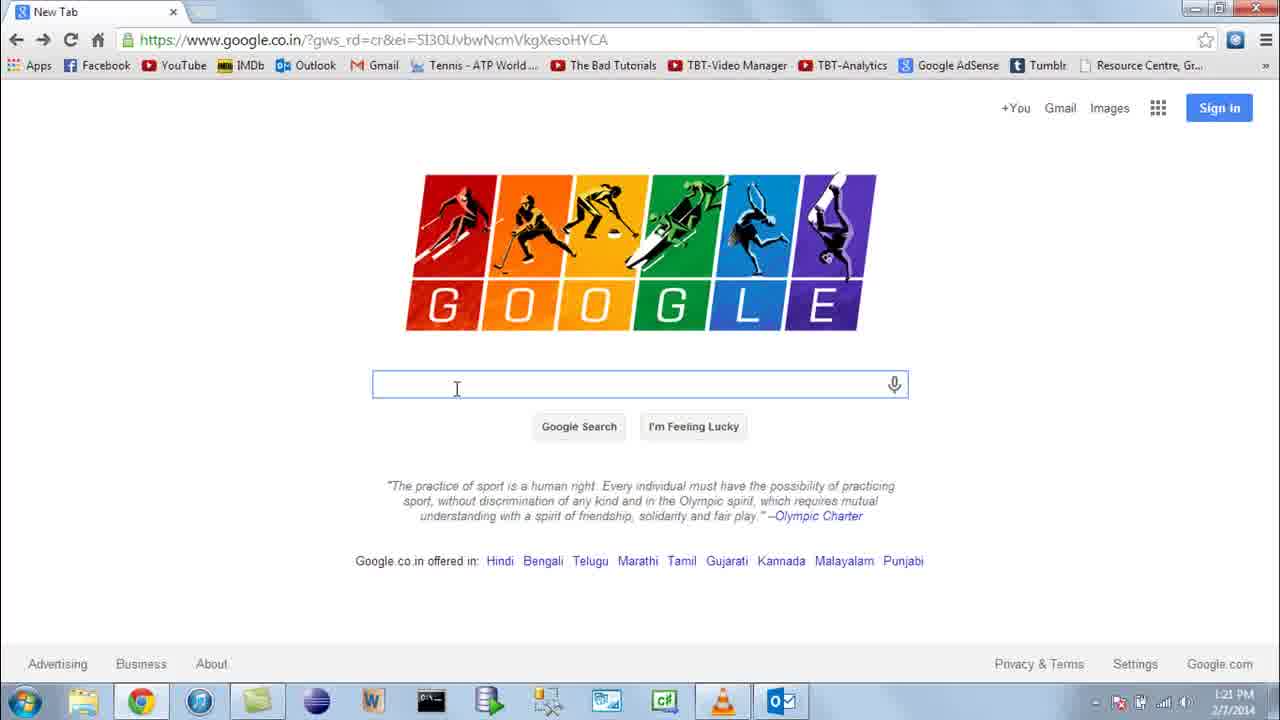 New Tab
https://www.google.co.in/?gws_rd=cr&ei=5I30UvbwNcmVkgXesoHYCA
Apps Facebook YouTube IMDb Outlook Gmail Tennis - ATP World ... The Bad Tutorials TBT-Video Manager TBT-Analytics Google AdSense Tumblr Resource Centre, Gr... »
+You Gmail Images Sign in
GOOGLE
Google Search I'm Feeling Lucky
"The practice of sport is a human right. Every individual must have the possibility of practicing
sport, without discrimination of any kind and in the Olympic spirit, which requires mutual
understanding with a spirit of friendship, solidarity and fair play." –Olympic Charter
Google.co.in offered in: Hindi Bengali Telugu Marathi Tamil Gujarati Kannada Malayalam Punjabi
Advertising Business About Privacy & Terms Settings Google.com
1:21 PM
2/7/2014